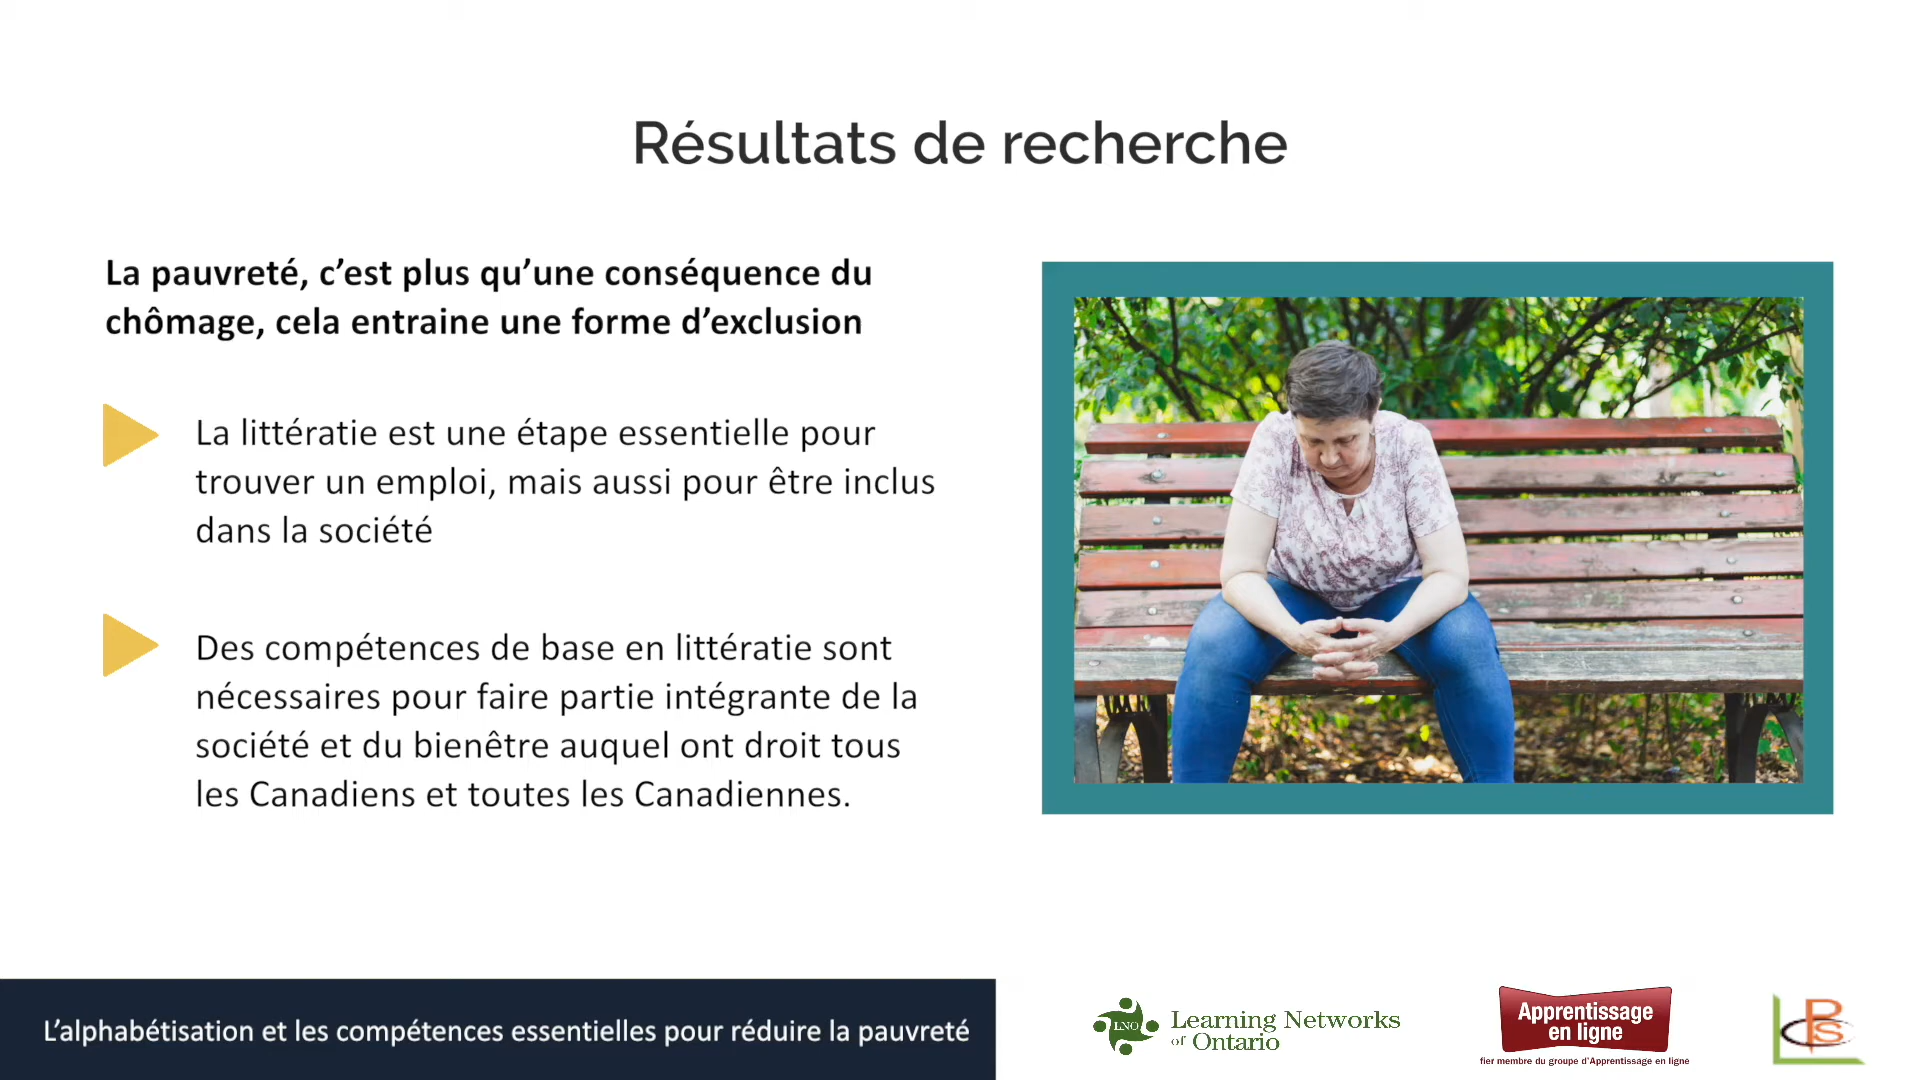 Résultats de recherche
La pauvreté, c’est plus qu’une conséquence du
chômage, cela entraine une forme d’exclusion
La littératie est une étape essentielle pour
trouver un emploi, mais aussi pour être inclus
dans la société
Des compétences de base en littératie sont
nécessaires pour faire partie intégrante de la
société et du bienêtre auquel ont droit tous
les Canadiens et toutes les Canadiennes.
L’alphabétisation et les compétences essentielles pour réduire la pauvreté
LNO
Learning Networks
of Ontario
Apprentissage
en ligne
fier membre du groupe d’Apprentissage en ligne